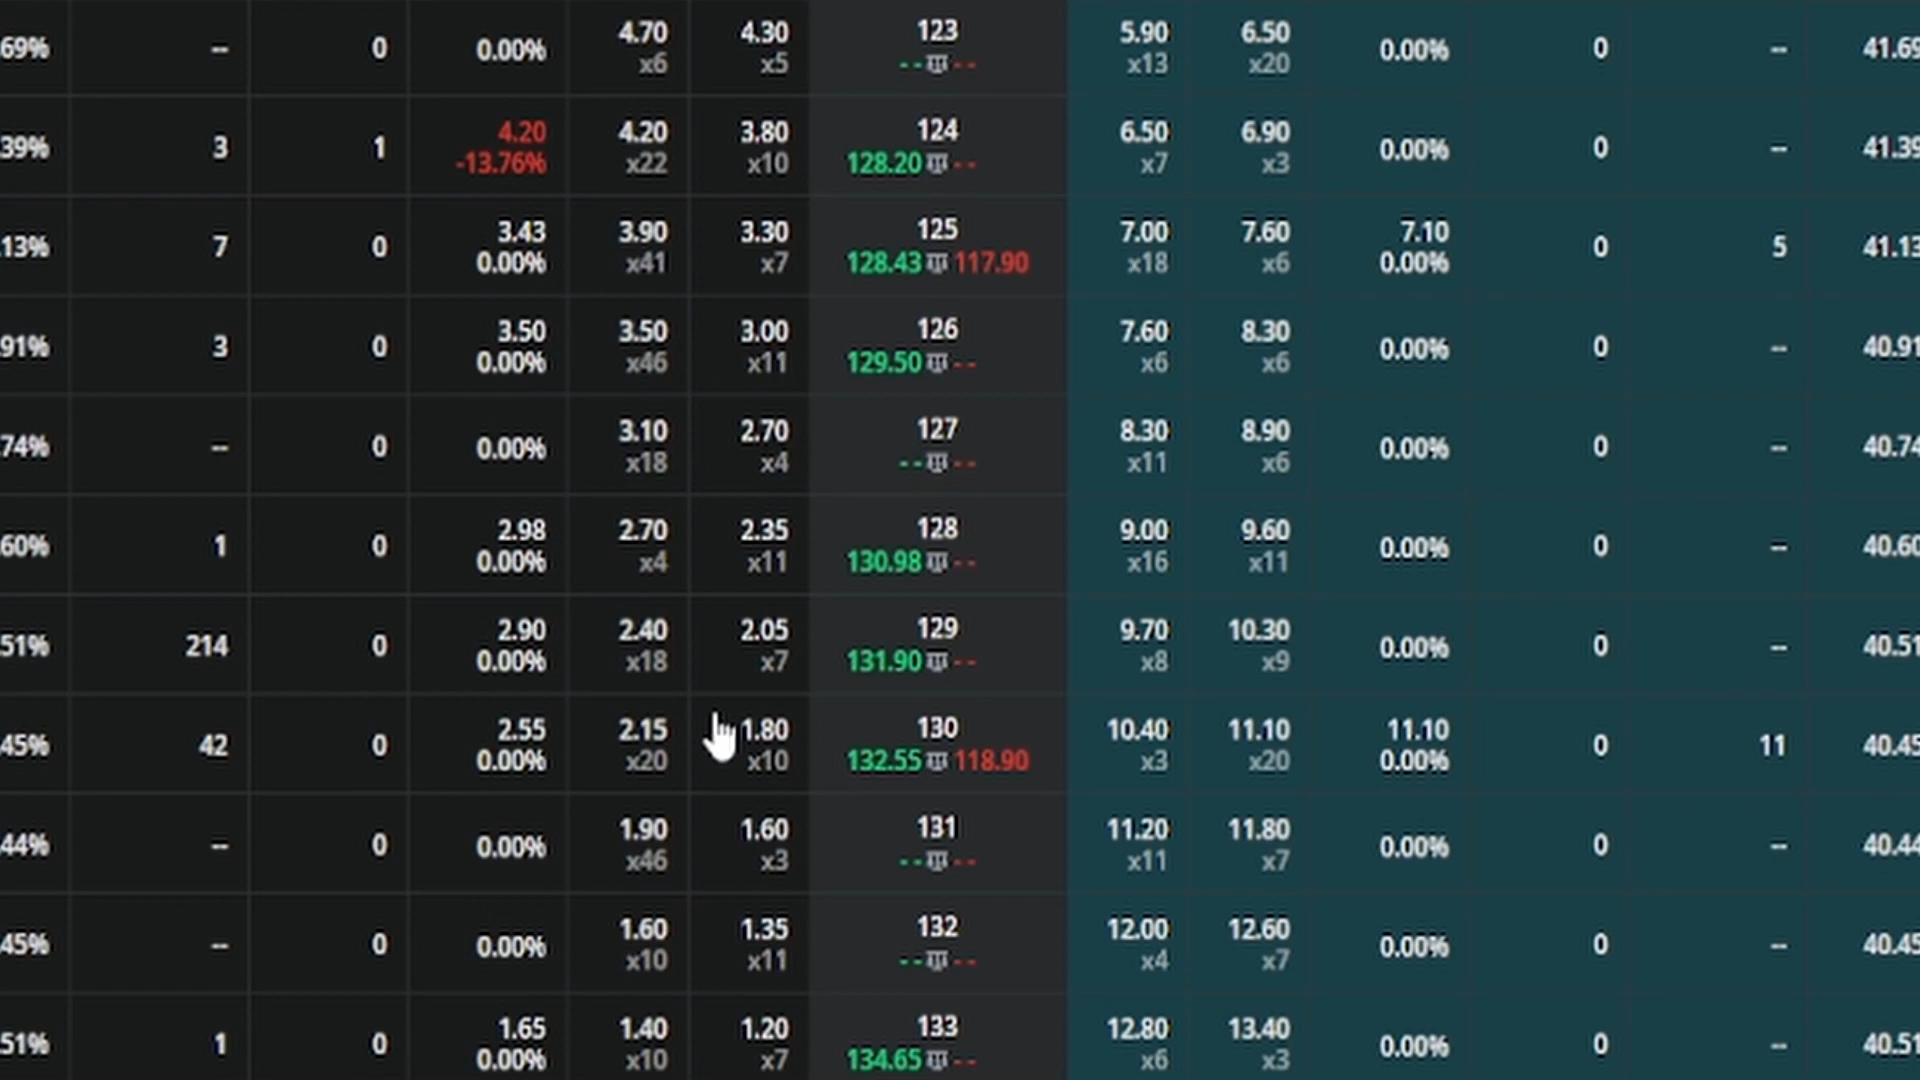 69% -- 0 0.00% 4.70 4.30 123 5.90 6.50 0.00% 0 -- 41.69
x6 x5 -- -- x13 x20
39% 3 1 4.20 4.20 3.80 124 6.50 6.90 0.00% 0 -- 41.39
-13.76% x22 x10 128.20 -- x7 x3
13% 7 0 3.43 3.90 3.30 125 7.00 7.60 7.10 0 5 41.13
0.00% x41 x7 128.43 117.90 x18 x6 0.00%
91% 3 0 3.50 3.50 3.00 126 7.60 8.30 0.00% 0 -- 40.91
0.00% x46 x11 129.50 -- x6 x6
74% -- 0 0.00% 3.10 2.70 127 8.30 8.90 0.00% 0 -- 40.74
x18 x4 -- -- x11 x6
60% 1 0 2.98 2.70 2.35 128 9.00 9.60 0.00% 0 -- 40.60
0.00% x4 x11 130.98 -- x16 x11
51% 214 0 2.90 2.40 2.05 129 9.70 10.30 0.00% 0 -- 40.51
0.00% x18 x7 131.90 -- x8 x9
45% 42 0 2.55 2.15 1.80 130 10.40 11.10 11.10 0 11 40.45
0.00% x20 x10 132.55 118.90 x3 x20 0.00%
44% -- 0 0.00% 1.90 1.60 131 11.20 11.80 0.00% 0 -- 40.44
x46 x3 -- -- x11 x7
45% -- 0 0.00% 1.60 1.35 132 12.00 12.60 0.00% 0 -- 40.45
x10 x11 -- -- x4 x7
51% 1 0 1.65 1.40 1.20 133 12.80 13.40 0.00% 0 -- 40.51
0.00% x10 x7 134.65 -- x6 x3